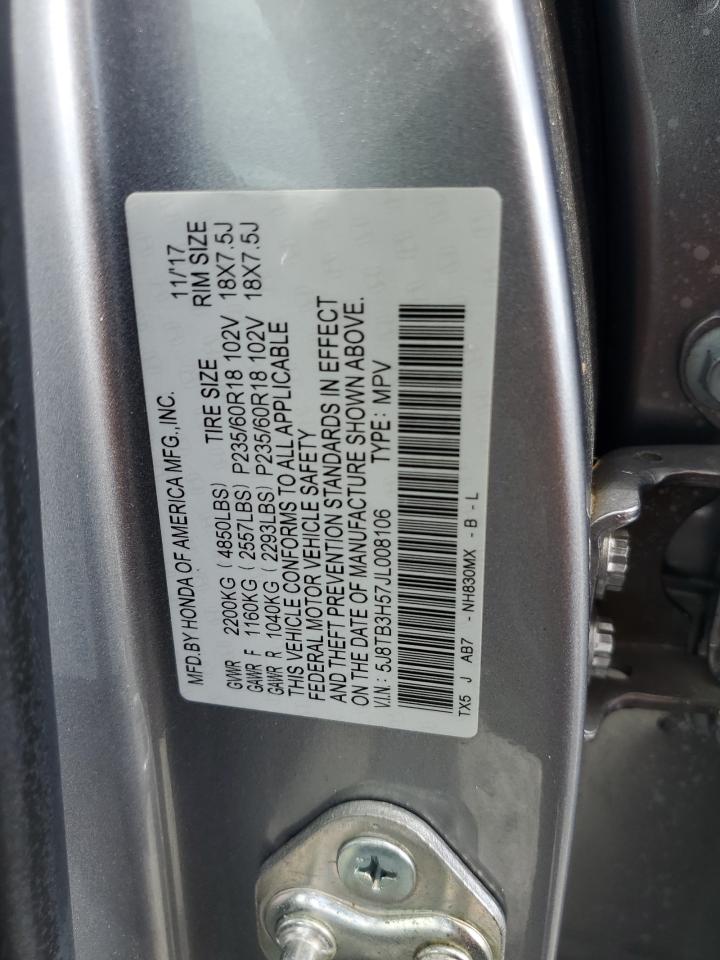 MFD.BY HONDA OF AMERICA MFG.,INC. 11/'17
TIRE SIZE RIM SIZE
GVWR 2200KG (4850LBS)
GAWR F 1160KG (2557LBS) P235/60R18 102V 18X7.5J
GAWR R 1040KG (2293LBS) P235/60R18 102V 18X7.5J
THIS VEHICLE CONFORMS TO ALL APPLICABLE
FEDERAL MOTOR VEHICLE SAFETY
AND THEFT PREVENTION STANDARDS IN EFFECT
ON THE DATE OF MANUFACTURE SHOWN ABOVE.
V.I.N.: 5J8TB3H57JL008106 TYPE: MPV
TX5 J AB7 -NH830MX -B -L